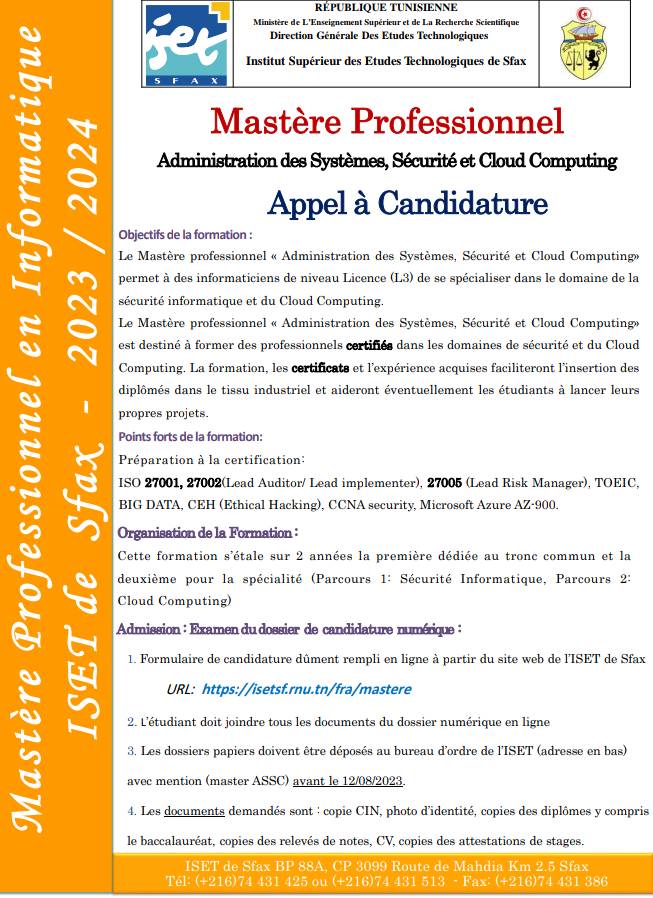 Mastère Professionnel en Informatique
ISET de Sfax - 2023 / 2024
iset
SFAX
RÉPUBLIQUE TUNISIENNE
Ministère de L'Enseignement Supérieur et de La Recherche Scientifique
Direction Générale Des Etudes Technologiques
Institut Supérieur des Etudes Technologiques de Sfax
Mastère Professionnel
Administration des Systèmes, Sécurité et Cloud Computing
Appel à Candidature
Objectifs de la formation :
Le Mastère professionnel « Administration des Systèmes, Sécurité et Cloud Computing»
permet à des informaticiens de niveau Licence (L3) de se spécialiser dans le domaine de la
sécurité informatique et du Cloud Computing.
Le Mastère professionnel « Administration des Systèmes, Sécurité et Cloud Computing»
est destiné à former des professionnels certifiés dans les domaines de sécurité et du Cloud
Computing. La formation, les certificats et l'expérience acquises faciliteront l'insertion des
diplômés dans le tissu industriel et aideront éventuellement les étudiants à lancer leurs
propres projets.
Points forts de la formation:
Préparation à la certification:
ISO 27001, 27002(Lead Auditor/ Lead implementer), 27005 (Lead Risk Manager), TOEIC,
BIG DATA, CEH (Ethical Hacking), CCNA security, Microsoft Azure AZ-900.
Organisation de la Formation :
Cette formation s'étale sur 2 années la première dédiée au tronc commun et la
deuxième pour la spécialité (Parcours 1: Sécurité Informatique, Parcours 2:
Cloud Computing)
Admission : Examen du dossier de candidature numérique :
1. Formulaire de candidature dûment rempli en ligne à partir du site web de l'ISET de Sfax
URL: https://isetsf.rnu.tn/fra/mastere
2. L'étudiant doit joindre tous les documents du dossier numérique en ligne
3. Les dossiers papiers doivent être déposés au bureau d'ordre de l'ISET (adresse en bas)
avec mention (master ASSC) avant le 12/08/2023.
4. Les documents demandés sont : copie CIN, photo d'identité, copies des diplômes y compris
le baccalauréat, copies des relevés de notes, CV, copies des attestations de stages.
ISET de Sfax BP 88A, CP 3099 Route de Mahdia Km 2.5 Sfax
Tél: (+216)74 431 425 ou (+216)74 431 513 - Fax: (+216)74 431 386